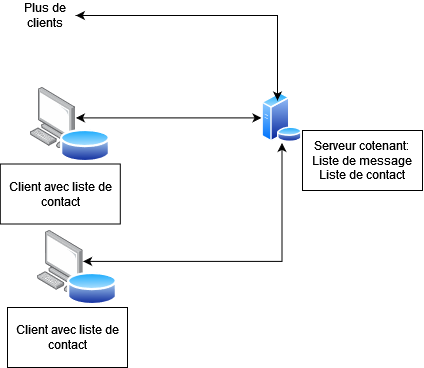 Plus de
clients
Serveur cotenant:
Liste de message
Liste de contact
Client avec liste de
contact
Client avec liste de
contact